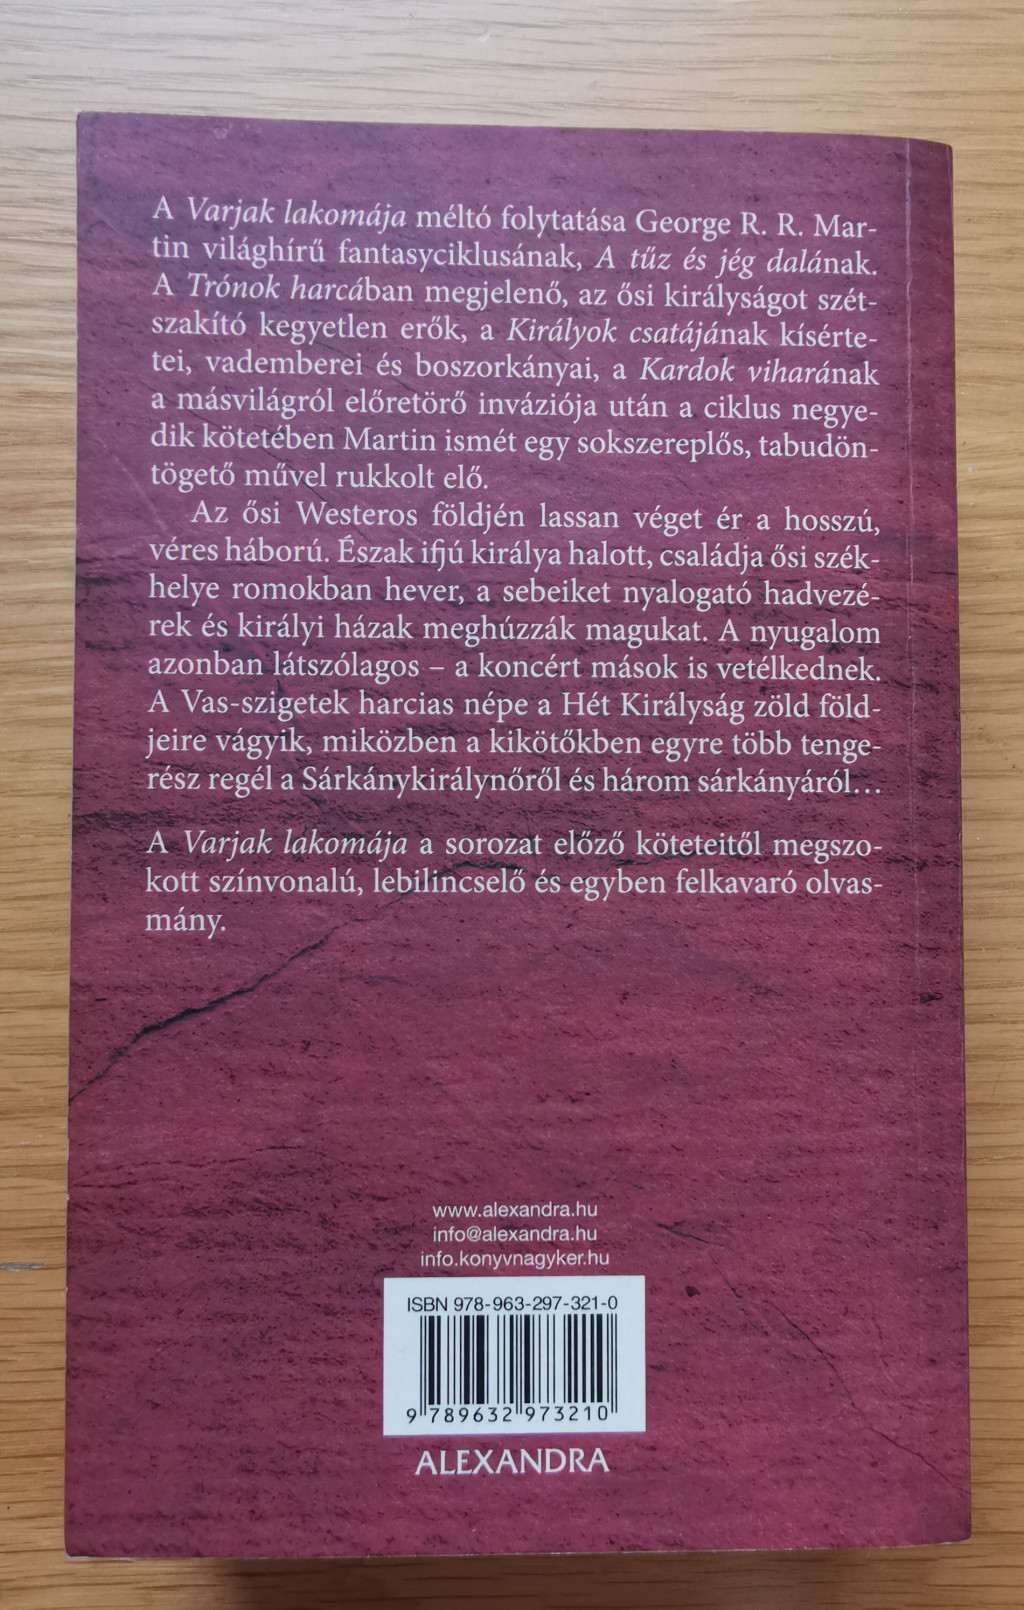 A Varjak lakomája méltó folytatása George R. R. Mar-
tin világhírű fantasyciklusának, A tűz és jég dalának.
A Trónok harcában megjelenő, az ősi királyságot szét-
szakító kegyetlen erők, a Királyok csatájának kísérte-
tei, vademberei és boszorkányai, a Kardok viharának
a másvilágról előretörő inváziója után a ciklus negye-
dik kötetében Martin ismét egy sokszereplős, tabudön-
tögető művel rukkolt elő.
Az ősi Westeros földjén lassan véget ér a hosszú,
véres háború. Észak ifjú királya halott, családja ősi szék-
helye romokban hever, a sebeiket nyalogató hadvezé-
rek és királyi házak meghúzzák magukat. A nyugalom
azonban látszólagos – a koncért mások is vetélkednek.
A Vas-szigetek harcias népe a Hét Királyság zöld föld-
jeire vágyik, miközben a kikötőkben egyre több tenge-
rész regél a Sárkánykirálynőről és három sárkányáról…
A Varjak lakomája a sorozat előző köteteitől megszo-
kott színvonalú, lebilincselő és egyben felkavaró olvas-
mány.
www.alexandra.hu
info@alexandra.hu
info.konyvnagyker.hu
ISBN 978-963-297-321-0
9 789632 973210
ALEXANDRA